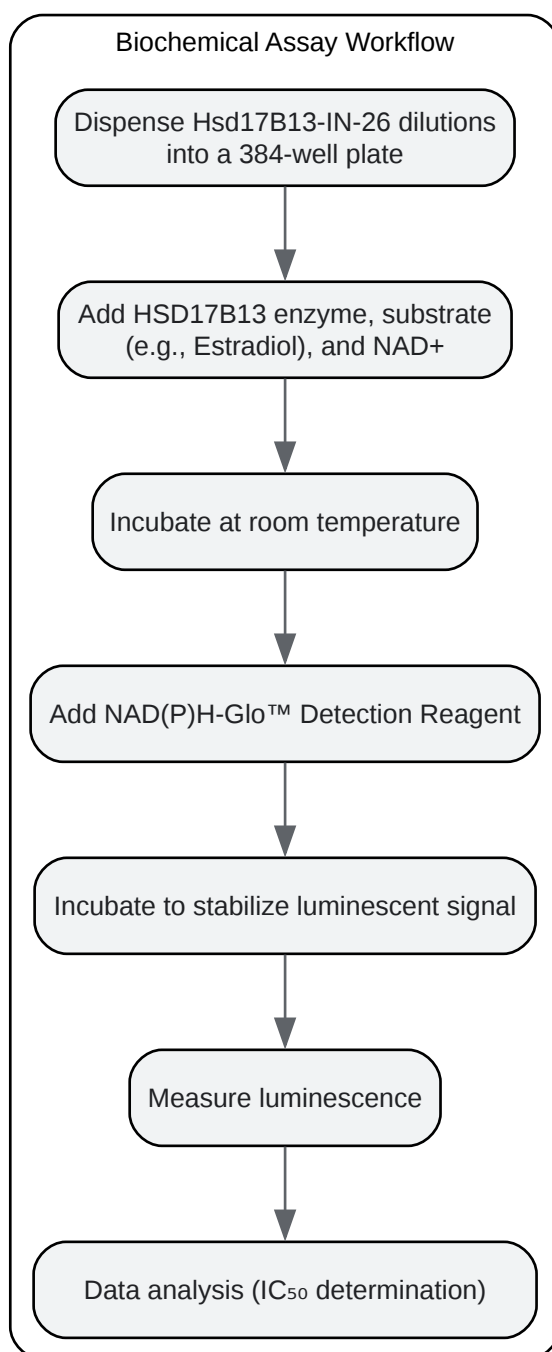 Biochemical Assay Workflow
Dispense Hsd17B13-IN-26 dilutions
into a 384-well plate
Add HSD17B13 enzyme, substrate
(e.g., Estradiol), and NAD+
Incubate at room temperature
Add NAD(P)H-Glo™ Detection Reagent
Incubate to stabilize luminescent signal
Measure luminescence
Data analysis (IC₅₀ determination)